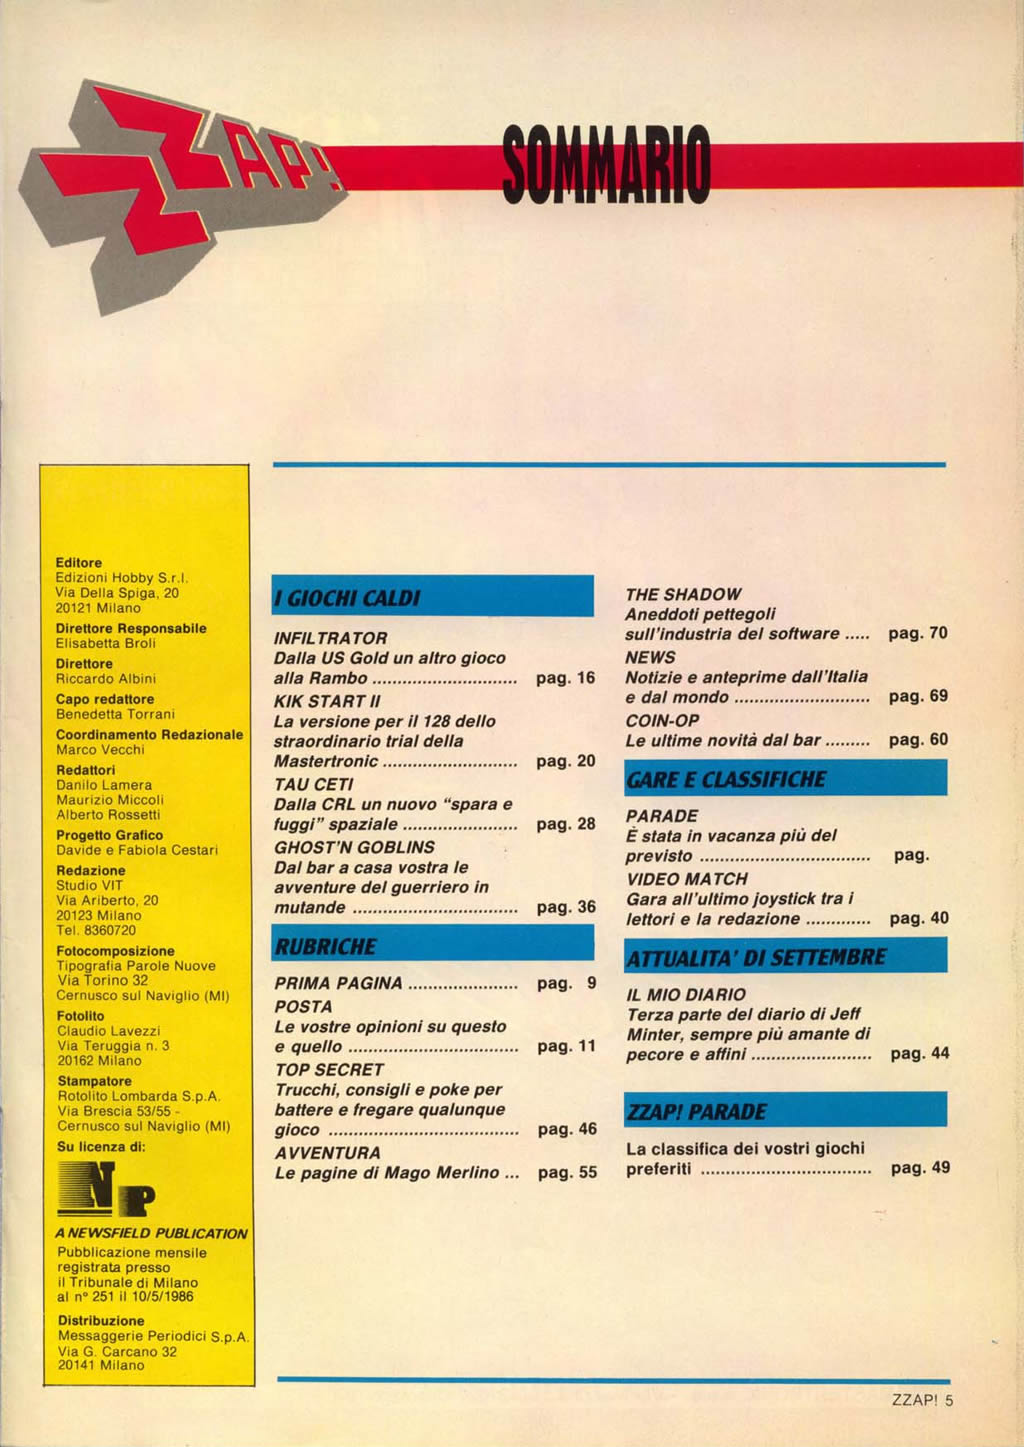 ZZAP!
SOMMARIO
Editore
Edizioni Hobby S.r.l.
Via Della Spiga, 20
20121 Milano
Direttore Responsabile
Elisabetta Broli
Direttore
Riccardo Albini
Capo redattore
Benedetta Torrani
Coordinamento Redazionale
Marco Vecchi
Redattori
Danilo Lamera
Maurizio Miccoli
Alberto Rossetti
Progetto Grafico
Davide e Fabiola Cestari
Redazione
Studio VIT
Via Ariberto, 20
20123 Milano
Tel. 8360720
Fotocomposizione
Tipografia Parole Nuove
Via Torino 32
Cernusco sul Naviglio (MI)
Fotolito
Claudio Lavezzi
Via Teruggia n. 3
20162 Milano
Stampatore
Rotolito Lombarda S.p.A.
Via Brescia 53/55 -
Cernusco sul Naviglio (MI)
Su licenza di:
NP
A NEWSFIELD PUBLICATION
Pubblicazione mensile
registrata presso
il Tribunale di Milano
al n° 251 il 10/5/1986
Distribuzione
Messaggerie Periodici S.p.A.
Via G. Carcano 32
20141 Milano
I GIOCHI CALDI
INFILTRATOR
Dalla US Gold un altro gioco
alla Rambo ............................. pag. 16
KIK START II
La versione per il 128 dello
straordinario trial della
Mastertronic ........................... pag. 20
TAU CETI
Dalla CRL un nuovo "spara e
fuggi" spaziale ....................... pag. 28
GHOST'N GOBLINS
Dal bar a casa vostra le
avventure del guerriero in
mutande ................................. pag. 36
RUBRICHE
PRIMA PAGINA ...................... pag. 9
POSTA
Le vostre opinioni su questo
e quello .................................. pag. 11
TOP SECRET
Trucchi, consigli e poke per
battere e fregare qualunque
gioco ...................................... pag. 46
AVVENTURA
Le pagine di Mago Merlino ... pag. 55
THE SHADOW
Aneddoti pettegoli
sull'industria del software ..... pag. 70
NEWS
Notizie e anteprime dall'Italia
e dal mondo ........................... pag. 69
COIN-OP
Le ultime novità dal bar ......... pag. 60
GARE E CLASSIFICHE
PARADE
È stata in vacanza più del
previsto .................................. pag.
VIDEO MATCH
Gara all'ultimo joystick tra i
lettori e la redazione ............. pag. 40
ATTUALITA' DI SETTEMBRE
IL MIO DIARIO
Terza parte del diario di Jeff
Minter, sempre più amante di
pecore e affini ........................ pag. 44
ZZAP! PARADE
La classifica dei vostri giochi
preferiti .................................. pag. 49
ZZAP! 5